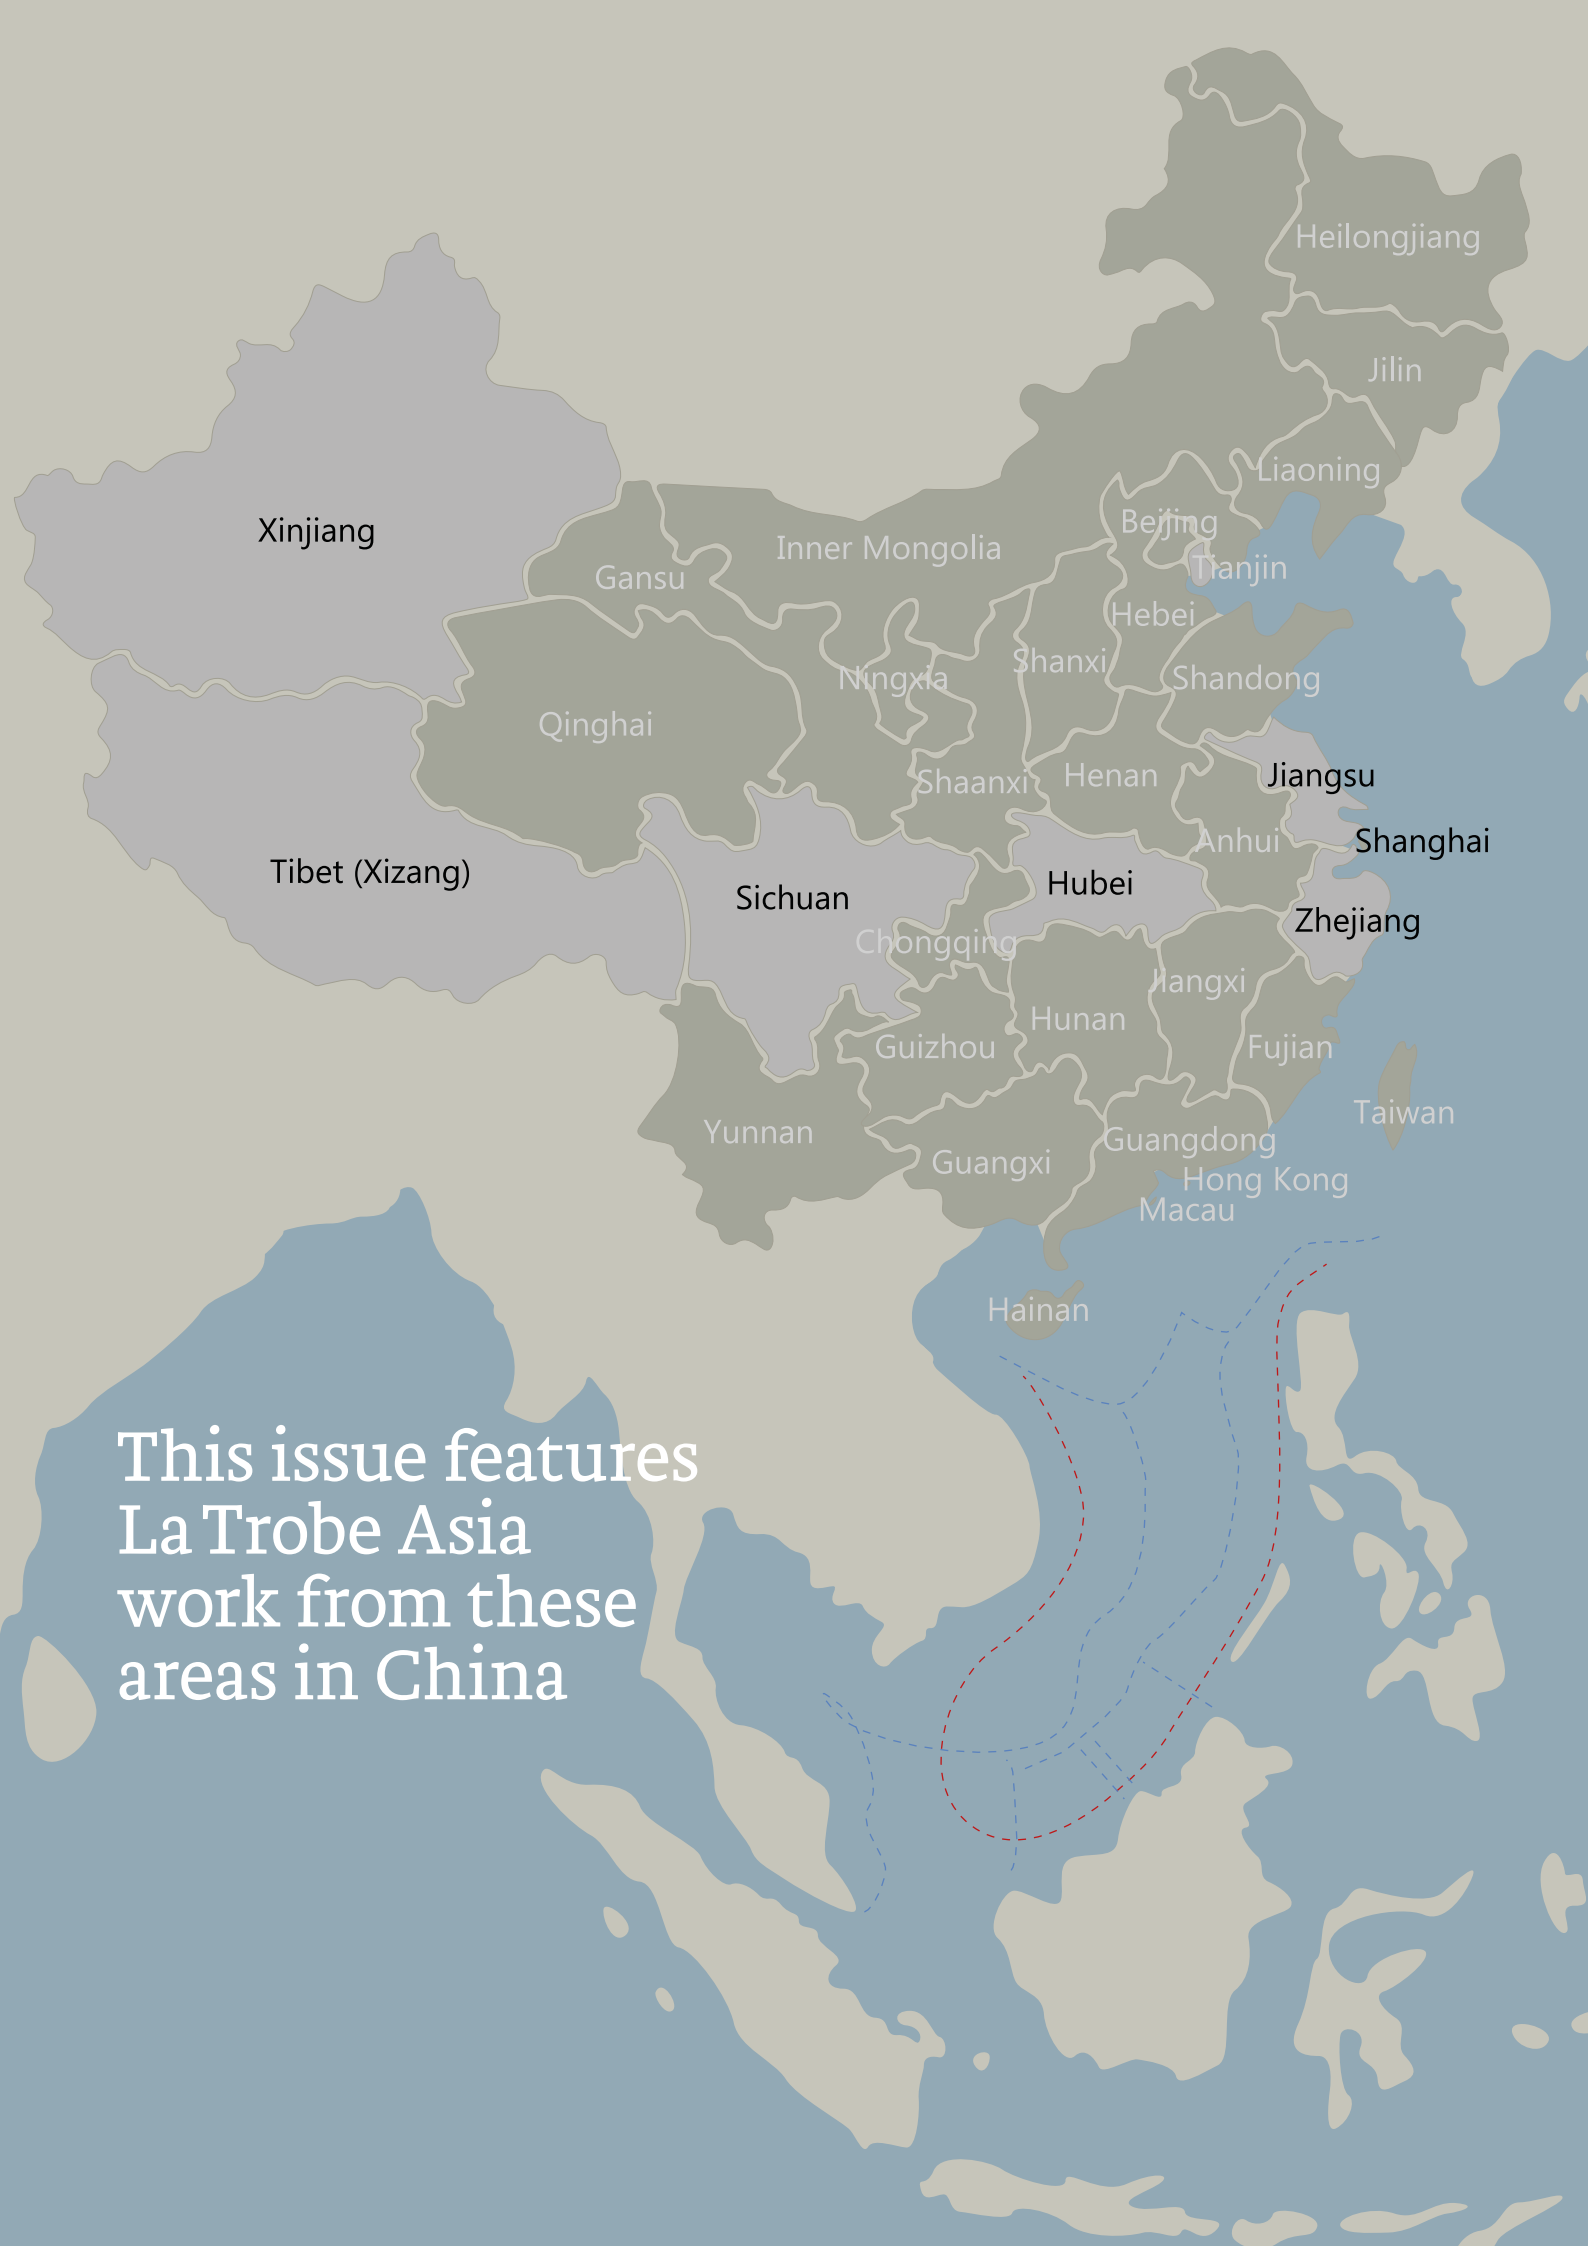 Heilongjiang
Jilin
Liaoning
Beijing
Xinjiang
Inner Mongolia
Tianjin
Gansu
Hebei
Shanxi
Ningxia
Shandong
Qinghai
Shaanxi
Henan
Jiangsu
Anhui
Shanghai
Tibet (Xizang)
Hubei
Sichuan
Zhejiang
Chongqing
Jiangxi
Hunan
Guizhou
Fujian
Taiwan
Yunnan
Guangdong
Guangxi
Hong Kong
Macau
Hainan
This issue features
La Trobe Asia
work from these
areas in China